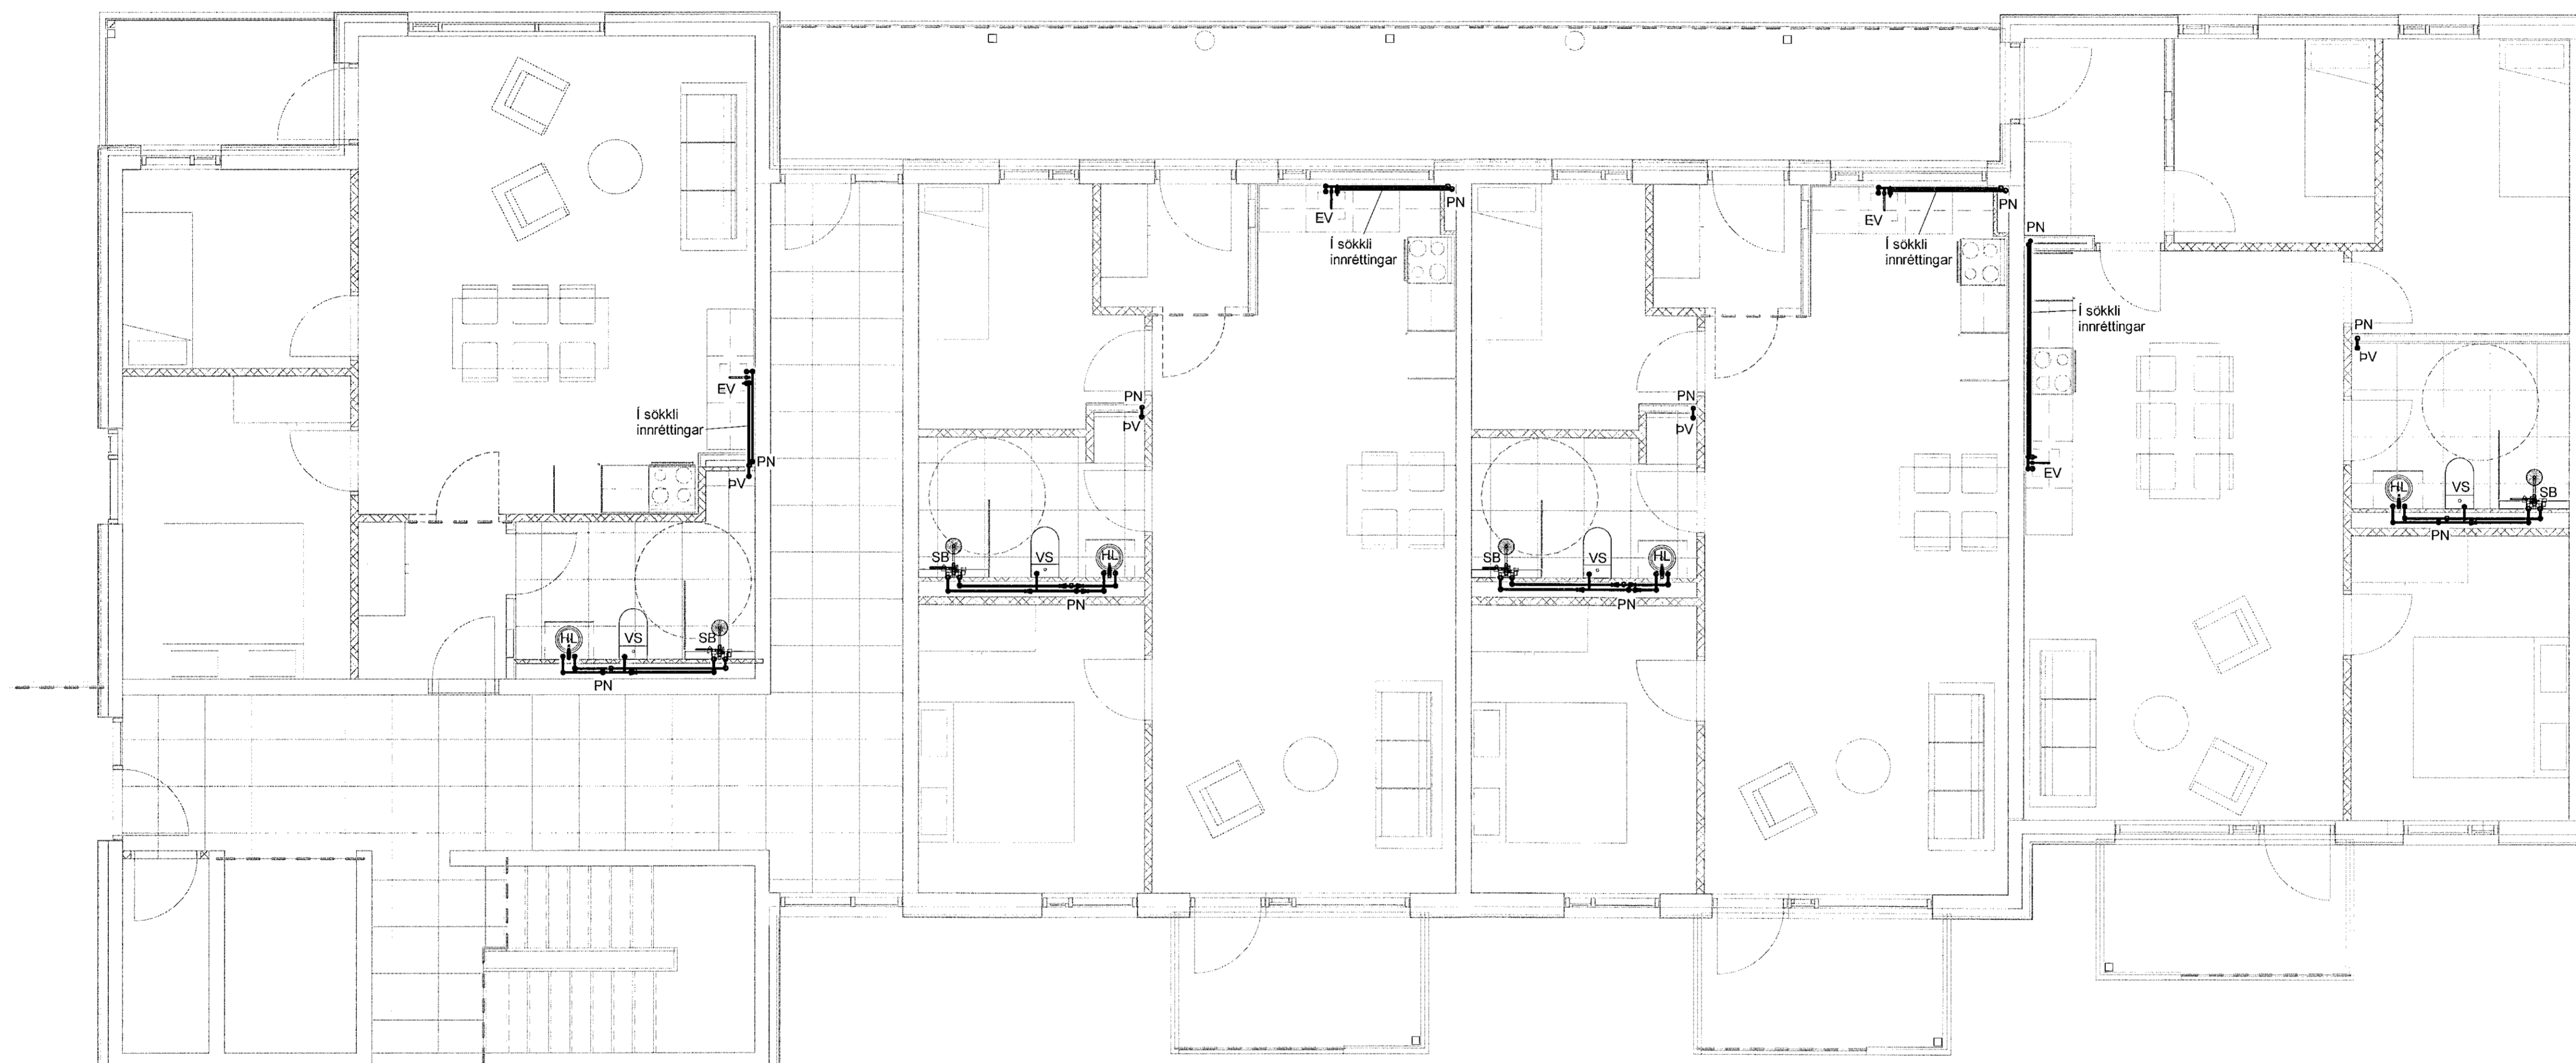 EV
Í sökkli
innréttingar
PN
ÞV
HL
VS
SB
PN
EV
PN
Í sökkli
innréttingar
PN
ÞV
SB
VS
HL
PN
EV
PN
Í sökkli
innréttingar
PN
ÞV
SB
VS
HL
PN
PN
Í sökkli
innréttingar
EV
PN
ÞV
HL
VS
SB
PN